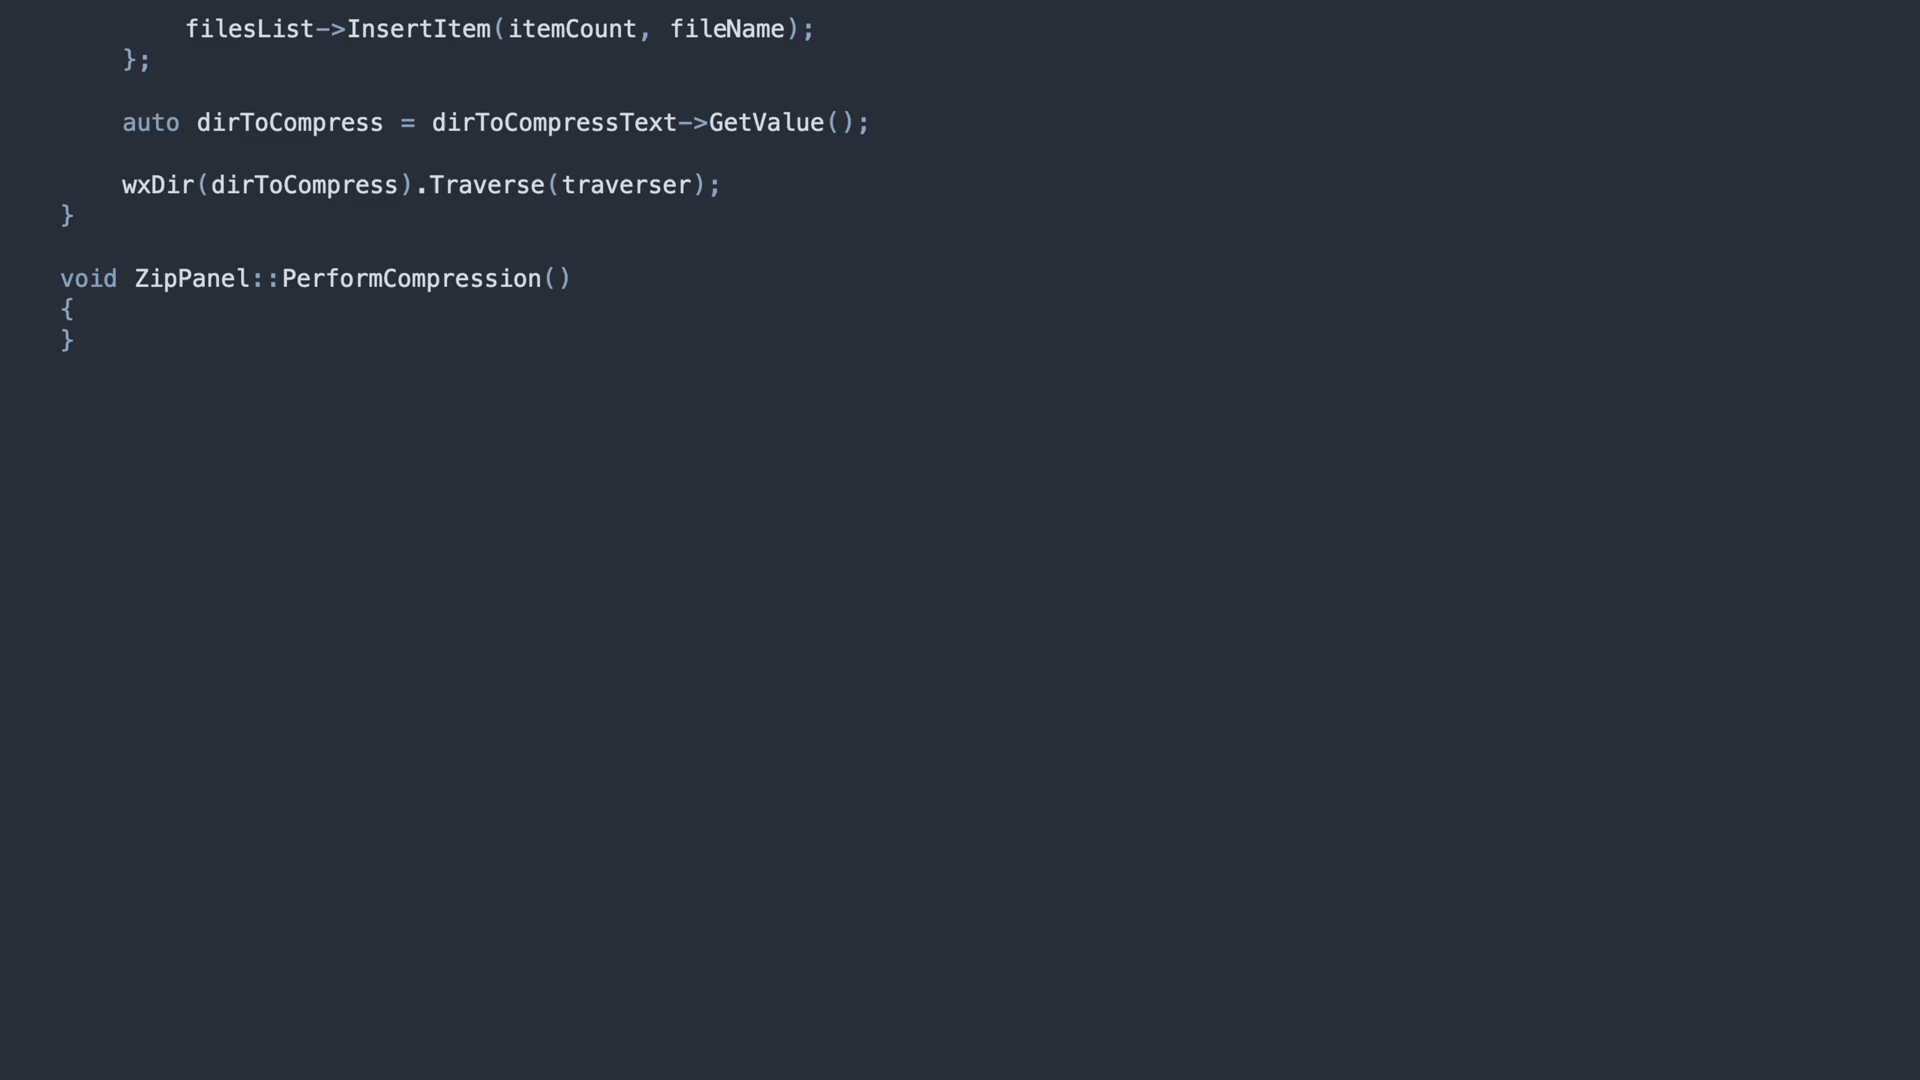 filesList->InsertItem(itemCount, fileName);
};
auto dirToCompress = dirToCompressText->GetValue();
wxDir(dirToCompress).Traverse(traverser);
}
void ZipPanel::PerformCompression()
{
}